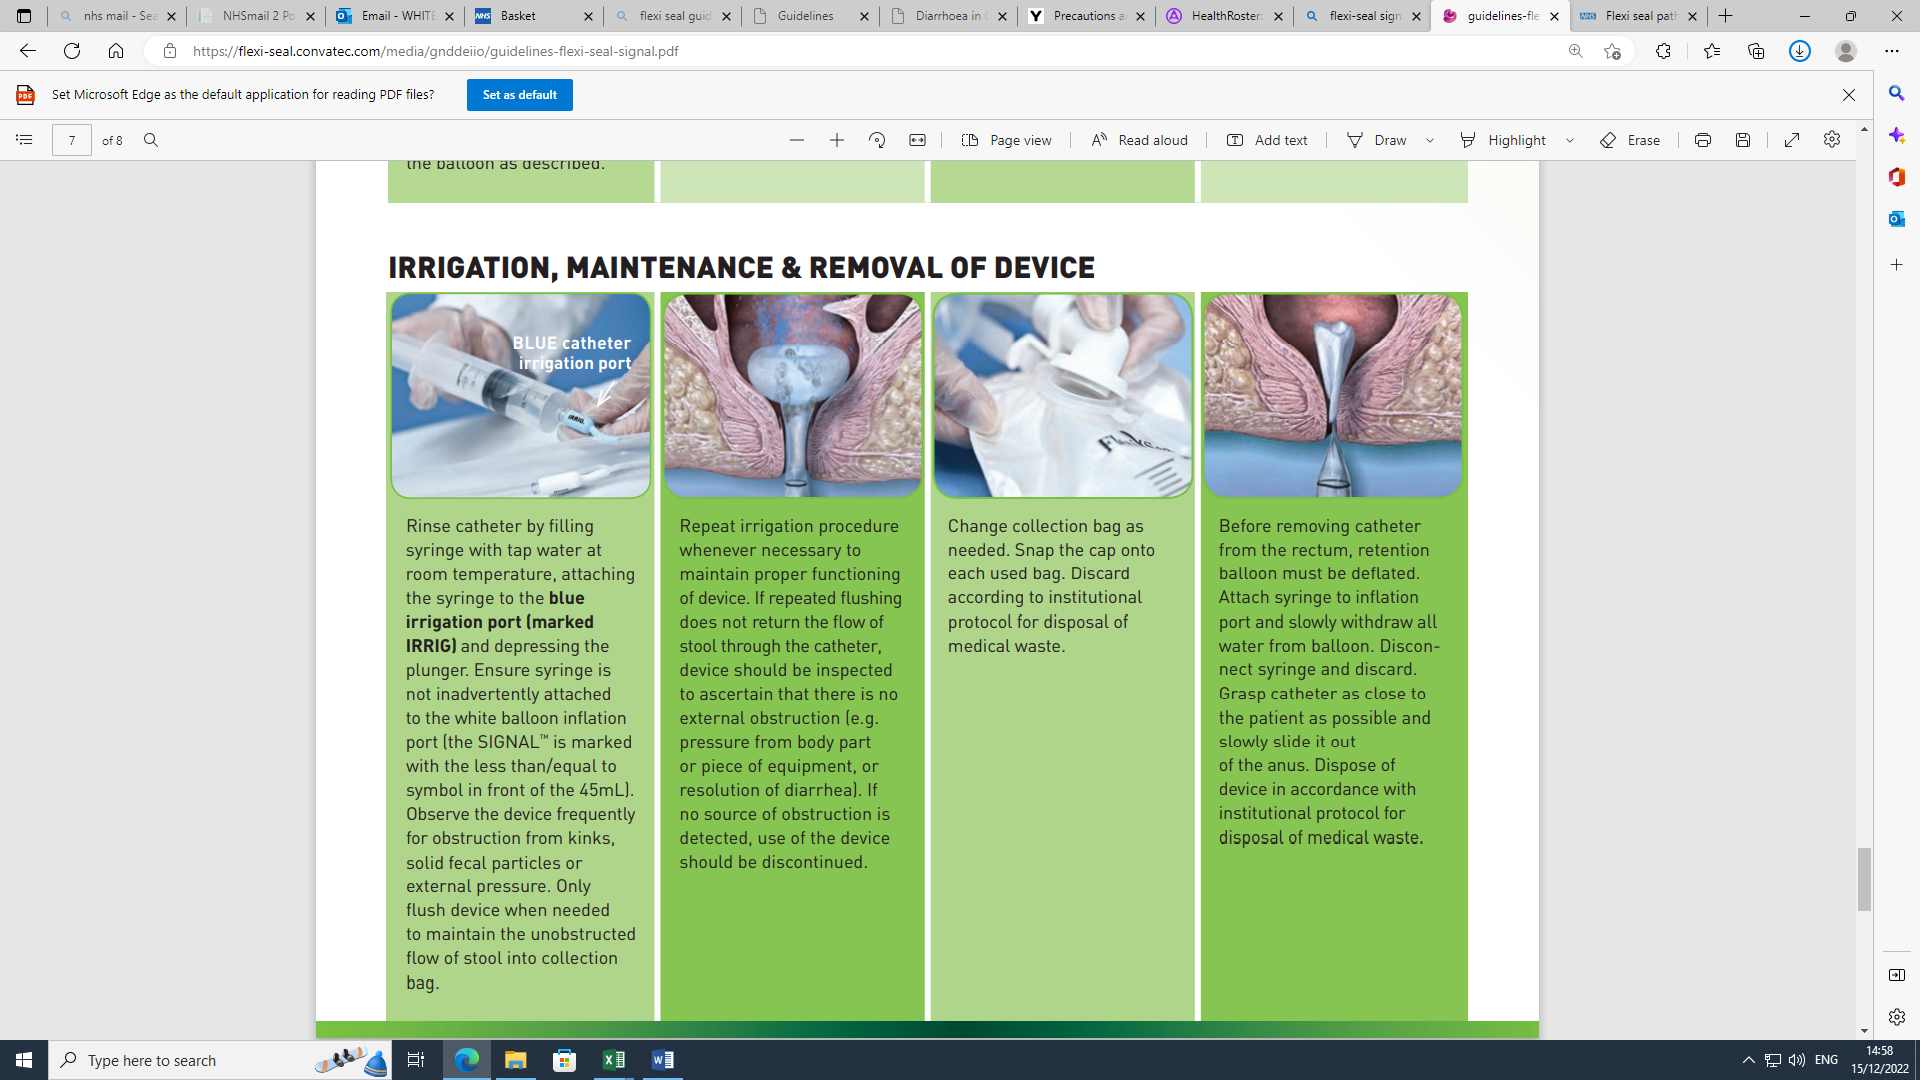 nhs mail - Sea
NHSmail 2 Po
Email - WHITE
Basket
flexi seal guid
Guidelines
Diarrhoea in C
Precautions a
HealthRoster
flexi-seal sign
guidelines-fle
Flexi seal path
https://flexi-seal.convatec.com/media/gnddeiio/guidelines-flexi-seal-signal.pdf
Set Microsoft Edge as the default application for reading PDF files?
Set as default
7 of 8
Page view
Read aloud
Add text
Draw
Highlight
Erase
the balloon as described.
IRRIGATION, MAINTENANCE & REMOVAL OF DEVICE
BLUE catheter
irrigation port
IRRIG.
Rinse catheter by filling
syringe with tap water at
room temperature, attaching
the syringe to the blue
irrigation port (marked
IRRIG) and depressing the
plunger. Ensure syringe is
not inadvertently attached
to the white balloon inflation
port (the SIGNAL™ is marked
with the less than/equal to
symbol in front of the 45mL).
Observe the device frequently
for obstruction from kinks,
solid fecal particles or
external pressure. Only
flush device when needed
to maintain the unobstructed
flow of stool into collection
bag.
Repeat irrigation procedure
whenever necessary to
maintain proper functioning
of device. If repeated flushing
does not return the flow of
stool through the catheter,
device should be inspected
to ascertain that there is no
external obstruction (e.g.
pressure from body part
or piece of equipment, or
resolution of diarrhea). If
no source of obstruction is
detected, use of the device
should be discontinued.
Change collection bag as
needed. Snap the cap onto
each used bag. Discard
according to institutional
protocol for disposal of
medical waste.
Before removing catheter
from the rectum, retention
balloon must be deflated.
Attach syringe to inflation
port and slowly withdraw all
water from balloon. Discon-
nect syringe and discard.
Grasp catheter as close to
the patient as possible and
slowly slide it out
of the anus. Dispose of
device in accordance with
institutional protocol for
disposal of medical waste.
Type here to search
ENG
14:58
15/12/2022